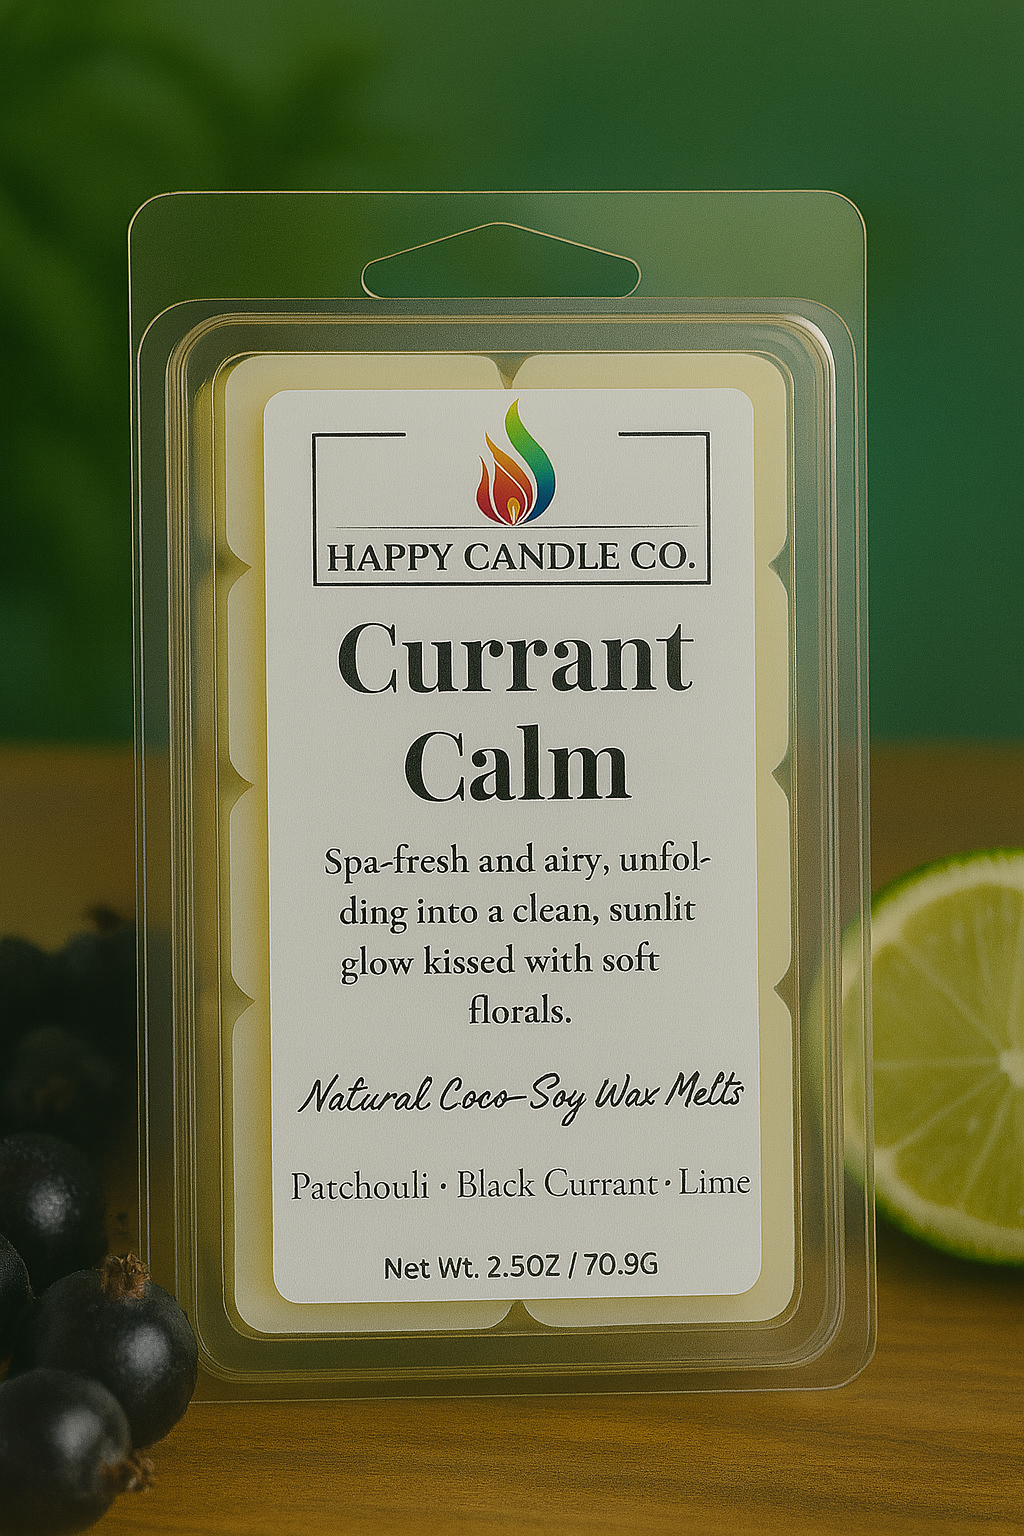 HAPPY CANDLE CO.
Currant
Calm
Spa-fresh and airy, unfol-
ding into a clean, sunlit
glow kissed with soft
florals.
Natural Coco-Soy Wax Melts
Patchouli · Black Currant · Lime
Net Wt. 2.5OZ / 70.9G